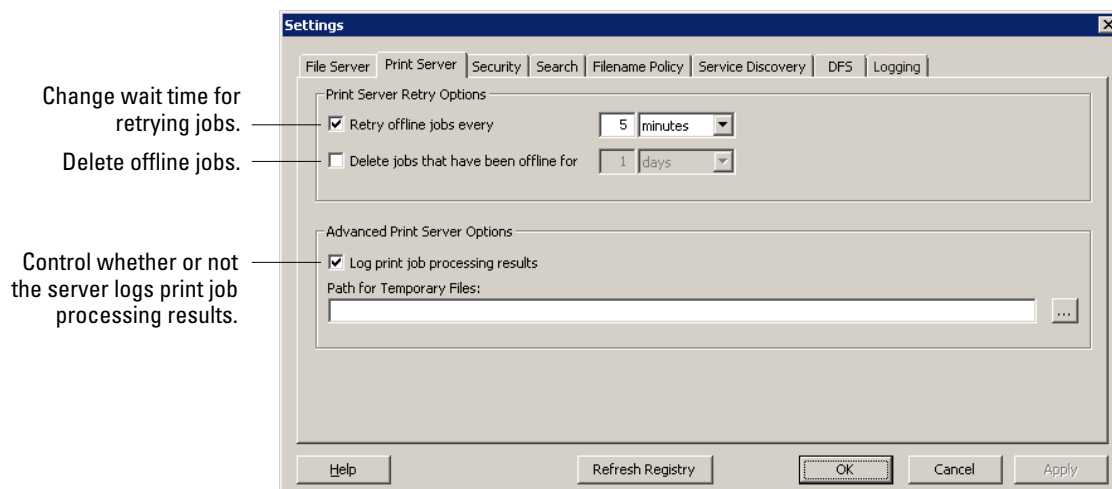 Settings
File Server Print Server Security Search Filename Policy Service Discovery DFS Logging
Print Server Retry Options
Change wait time for
retrying jobs.
Retry offline jobs every 5 minutes
Delete offline jobs.
Delete jobs that have been offline for 1 days
Advanced Print Server Options
Control whether or not
the server logs print job
processing results.
Log print job processing results
Path for Temporary Files:
...
Help Refresh Registry OK Cancel Apply